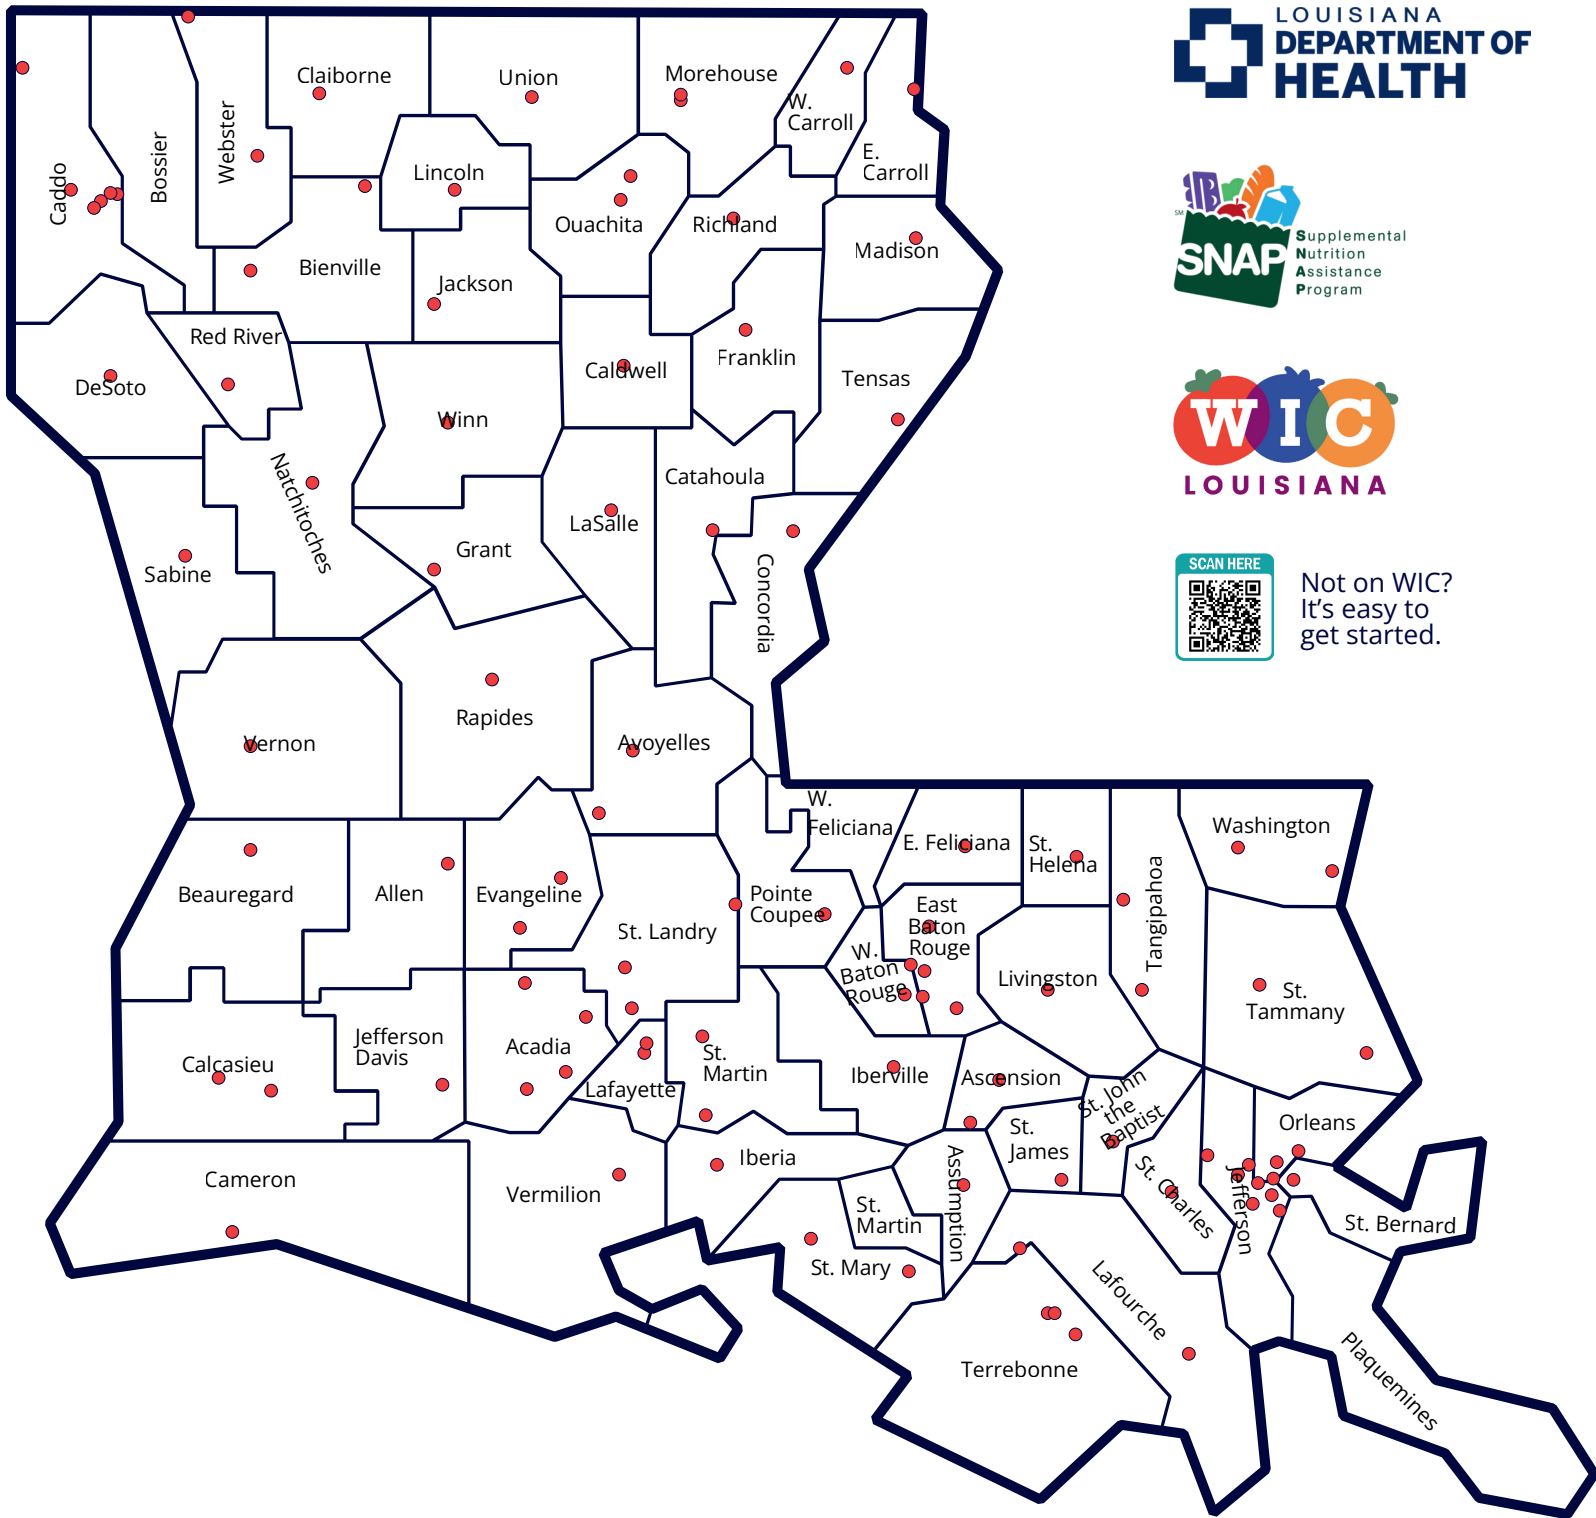 LOUISIANA
DEPARTMENT OF
HEALTH
SM
SNAP
Supplemental
Nutrition
Assistance
Program
WIC
LOUISIANA
SCAN HERE
Not on WIC?
It’s easy to
get started.
Caddo
Bossier
Webster
Claiborne
Union
Morehouse
W.
Carroll
E.
Carroll
Lincoln
Ouachita
Richland
Madison
Bienville
Jackson
Red River
DeSoto
Caldwell
Franklin
Tensas
Winn
Natchitoches
Catahoula
LaSalle
Grant
Sabine
Concordia
Vernon
Rapides
Avoyelles
W.
Feliciana
E. Feliciana
St.
Helena
Washington
Tangipahoa
Beauregard
Allen
Evangeline
St. Landry
Pointe
Coupee
East
Baton
Rouge
W.
Baton
Rouge
Livingston
St.
Tammany
Calcasieu
Jefferson
Davis
Acadia
Lafayette
St.
Martin
Iberville
Ascension
St. John
the
Baptist
Orleans
St.
James
Cameron
Vermilion
Iberia
St.
Martin
Assumption
St. Charles
Jefferson
St. Bernard
St. Mary
Lafourche
Terrebonne
Plaquemines